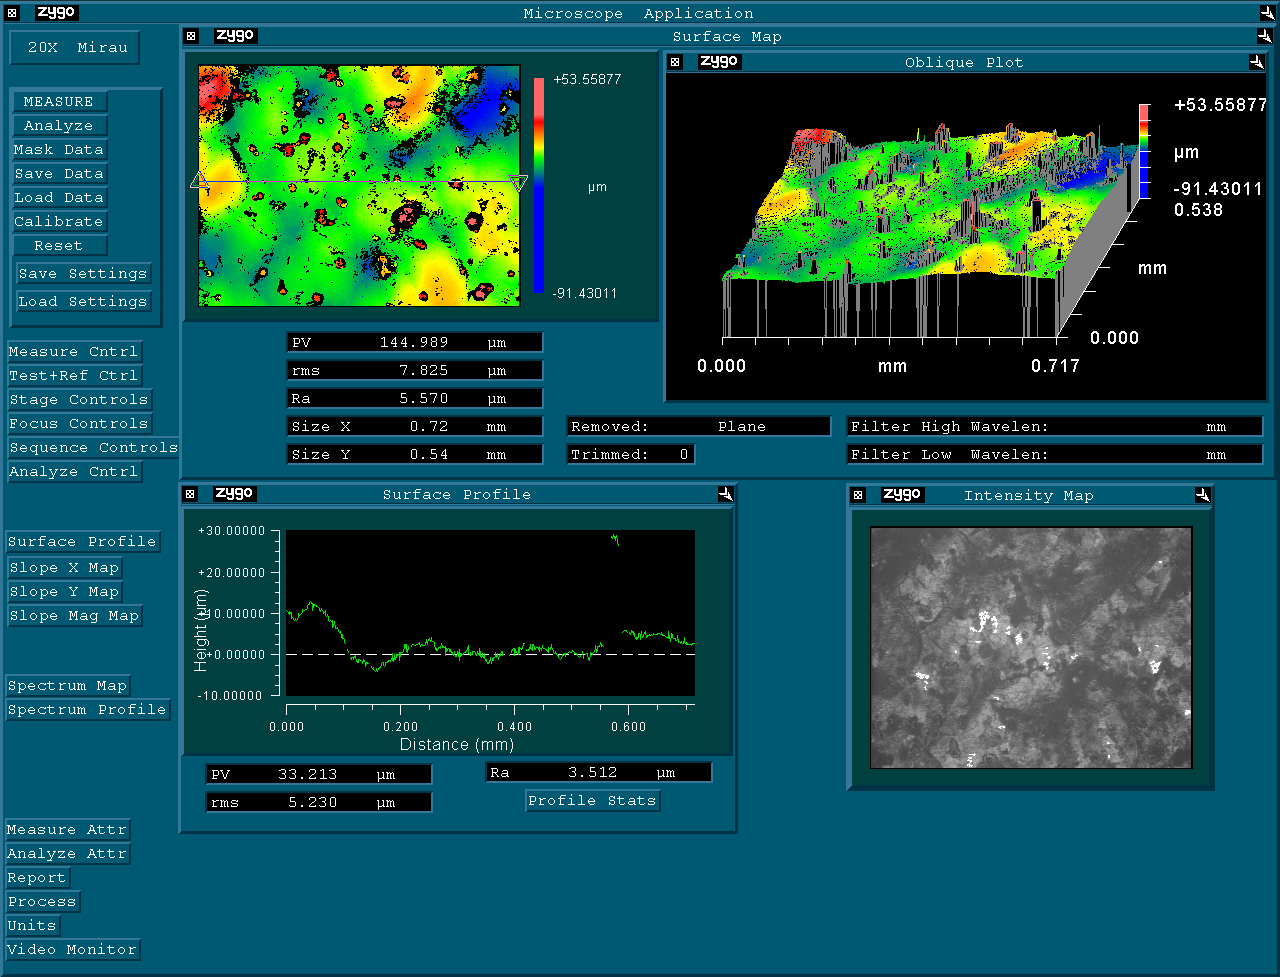 zygo Microscope Application
20X Mirau
MEASURE
Analyze
Mask Data
Save Data
Load Data
Calibrate
Reset
Save Settings
Load Settings
Measure Cntrl
Test+Ref Ctrl
Stage Controls
Focus Controls
Sequence Controls
Analyze Cntrl
Surface Profile
Slope X Map
Slope Y Map
Slope Mag Map
Spectrum Map
Spectrum Profile
Measure Attr
Analyze Attr
Report
Process
Units
Video Monitor
zygo Surface Map
+53.55877
µm
-91.43011
zygo Oblique Plot
+53.55877
µm
-91.43011
0.538
mm
0.000
0.000 mm 0.717
PV 144.989 µm
rms 7.825 µm
Ra 5.570 µm
Size X 0.72 mm
Size Y 0.54 mm
Removed: Plane
Trimmed: 0
Filter High Wavelen: mm
Filter Low Wavelen: mm
zygo Surface Profile
+30.00000
+20.00000
+10.00000
+0.00000
-10.00000
Height (µm)
0.000 0.200 0.400 0.600
Distance (mm)
PV 33.213 µm
rms 5.230 µm
Ra 3.512 µm
Profile Stats
zygo Intensity Map